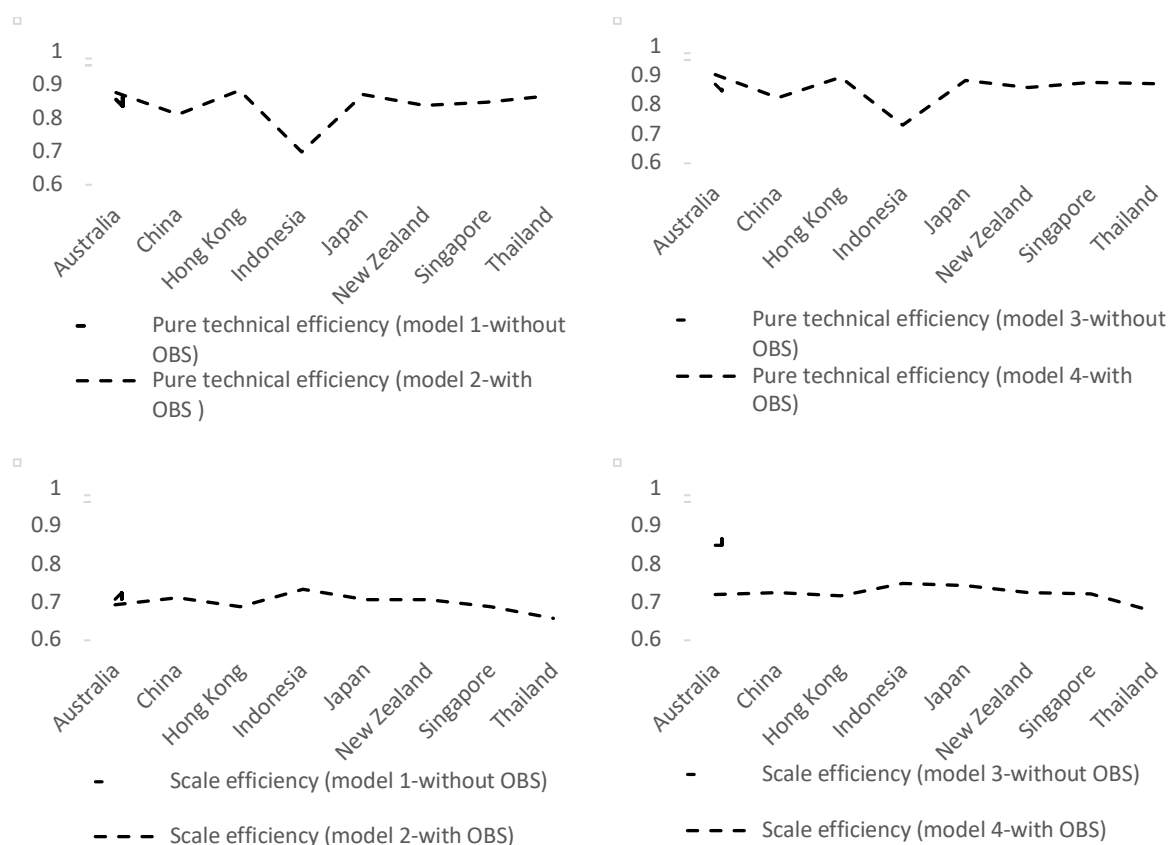 1
0.9
0.8
0.7
0.6
Australia
China
Hong Kong
Indonesia
Japan
New Zealand
Singapore
Thailand
Pure technical efficiency (model 1-without
OBS)
Pure technical efficiency (model 2-with
OBS )
1
0.9
0.8
0.7
0.6
Australia
China
Hong Kong
Indonesia
Japan
New Zealand
Singapore
Thailand
Pure technical efficiency (model 3-without
OBS)
Pure technical efficiency (model 4-with
OBS)
1
0.9
0.8
0.7
0.6
Australia
China
Hong Kong
Indonesia
Japan
New Zealand
Singapore
Thailand
Scale efficiency (model 1-without OBS)
Scale efficiency (model 2-with OBS)
1
0.9
0.8
0.7
0.6
Australia
China
Hong Kong
Indonesia
Japan
New Zealand
Singapore
Thailand
Scale efficiency (model 3-without OBS)
Scale efficiency (model 4-with OBS)